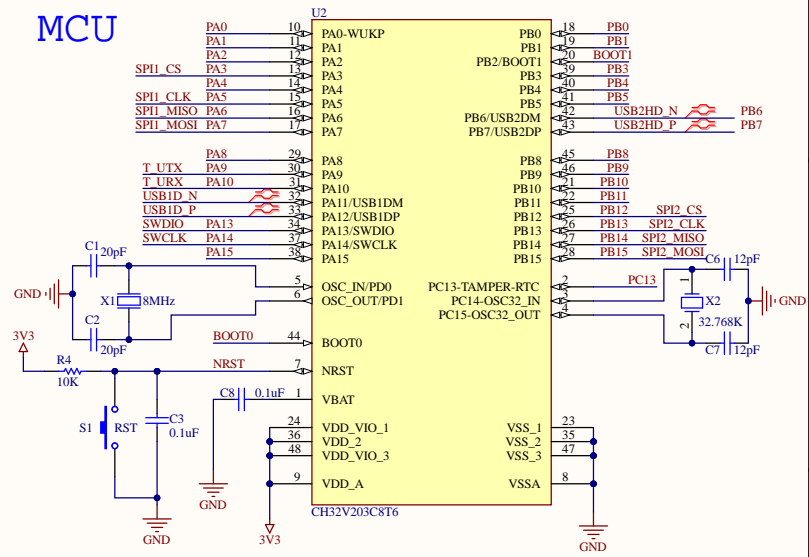 MCU
U2
PA0 10 PA0-WUKP PB0 18 PB0
PA1 11 PA1 PB1 19 PB1
PA2 12 PA2 PB2/BOOT1 20 BOOT1
SPI1_CS PA3 13 PA3 PB3 39 PB3
PA4 14 PA4 PB4 40 PB4
SPI1_CLK PA5 15 PA5 PB5 41 PB5
SPI1_MISO PA6 16 PA6 PB6/USB2DM 42 USB2HD_N PB6
SPI1_MOSI PA7 17 PA7 PB7/USB2DP 43 USB2HD_P PB7
PA8 29 PA8 PB8 45 PB8
T_UTX PA9 30 PA9 PB9 46 PB9
T_URX PA10 31 PA10 PB10 21 PB10
USB1D_N 32 PA11/USB1DM PB11 22 PB11
USB1D_P 33 PA12/USB1DP PB12 25 PB12 SPI2_CS
SWDIO PA13 34 PA13/SWDIO PB13 26 PB13 SPI2_CLK
SWCLK PA14 37 PA14/SWCLK PB14 27 PB14 SPI2_MISO
PA15 38 PA15 PB15 28 PB15 SPI2_MOSI
C1 20pF C6 12pF
5 OSC_IN/PD0 PC13-TAMPER-RTC 2 PC13 1
GND X1 8MHz 6 OSC_OUT/PD1 PC14-OSC32_IN 3 X2 GND
PC15-OSC32_OUT 4 2 32.768K
C2 20pF C7 12pF
3V3 BOOT0 44 BOOT0
R4 10K NRST 7 NRST
C8 0.1uF 1 VBAT
S1 RST C3 0.1uF
24 VDD_VIO_1 VSS_1 23
36 VDD_2 VSS_2 35
48 VDD_VIO_3 VSS_3 47
9 VDD_A VSSA 8
GND
CH32V203C8T6
GND 3V3 GND